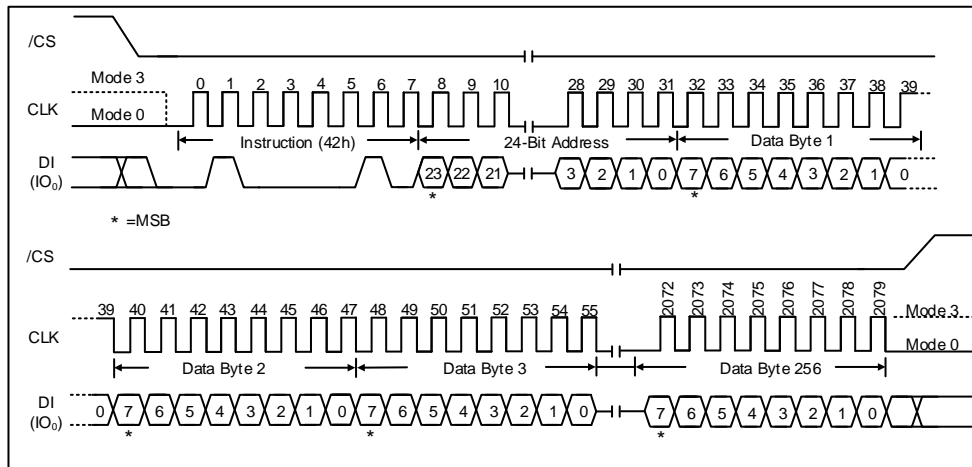 /CS
Mode 3
0 1 2 3 4 5 6 7 8 9 10 28 29 30 31 32 33 34 35 36 37 38 39
CLK
Mode 0
Instruction (42h) 24-Bit Address Data Byte 1
DI
(IO₀)
23 22 21 3 2 1 0 7 6 5 4 3 2 1 0
* *
* =MSB
/CS
39 40 41 42 43 44 45 46 47 48 49 50 51 52 53 54 55 2072 2073 2074 2075 2076 2077 2078 2079
Mode 3
CLK
Mode 0
Data Byte 2 Data Byte 3 Data Byte 256
DI
(IO₀)
0 7 6 5 4 3 2 1 0 7 6 5 4 3 2 1 0 7 6 5 4 3 2 1 0
* * *